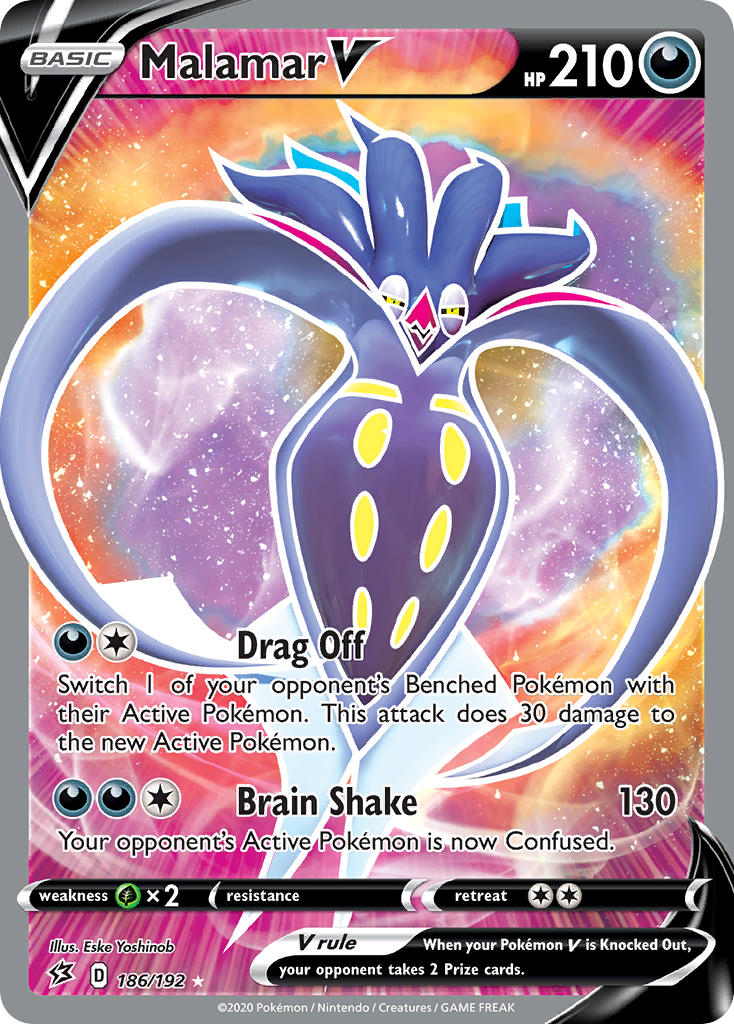 BASIC Malamar V HP 210
Drag Off
Switch 1 of your opponent's Benched Pokémon with
their Active Pokémon. This attack does 30 damage to
the new Active Pokémon.
Brain Shake 130
Your opponent's Active Pokémon is now Confused.
weakness ×2 resistance retreat
Illus. Eske Yoshinob
V rule When your Pokémon V is Knocked Out,
your opponent takes 2 Prize cards.
D 186/192
©2020 Pokémon / Nintendo / Creatures / GAME FREAK